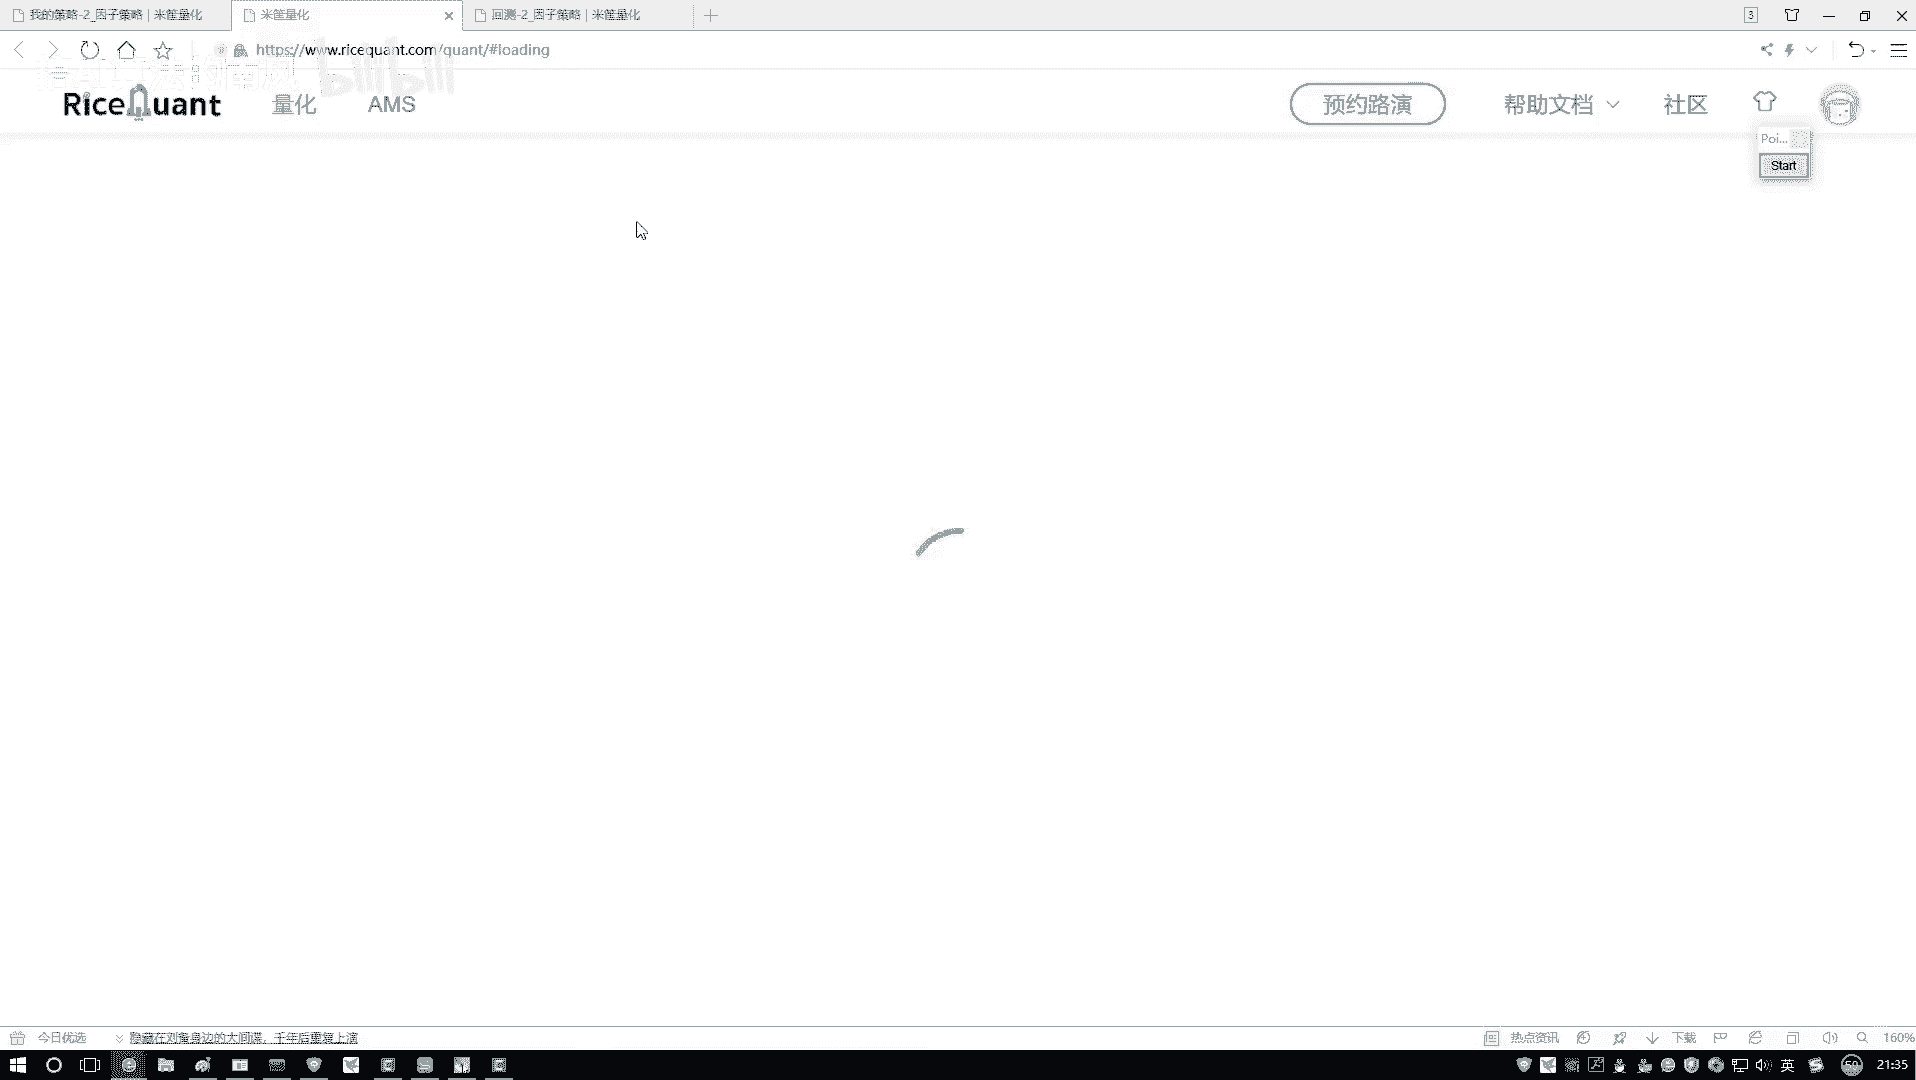 我的策略-2_因子策略 | 米筐量化
米筐量化
回测-2_因子策略 | 米筐量化
3
https://www.ricequant.com/quant/#loading
bilibili
RiceQuant
量化
AMS
预约路演
帮助文档
社区
Poi...
Start
今日优选
隐藏在刘备身边的大间谍，千年后重复上演
热点资讯
下载
160%
英
59
21:35